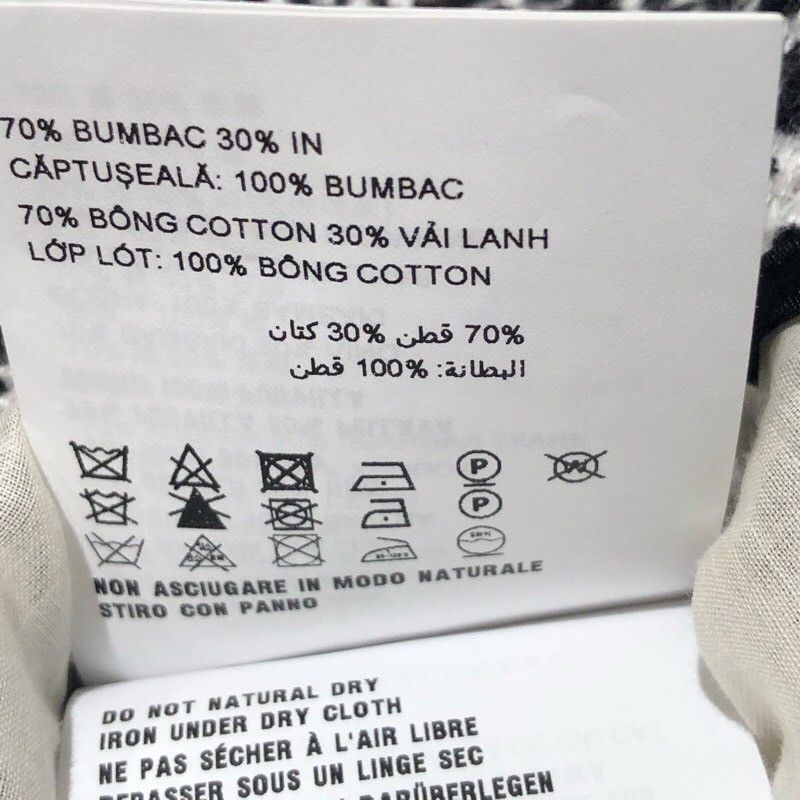 70% BUMBAC 30% IN
CĂPTUȘEALĂ: 100% BUMBAC
70% BÔNG COTTON 30% VẢI LANH
LỚP LÓT: 100% BÔNG COTTON
70% قطن 30% كتان
البطانة: 100% قطن
P W
P
NON ASCIUGARE IN MODO NATURALE
STIRO CON PANNO
DO NOT NATURAL DRY
IRON UNDER DRY CLOTH
NE PAS SÉCHER À L'AIR LIBRE
REPASSER SOUS UN LINGE SEC
DARÜBERLEGEN